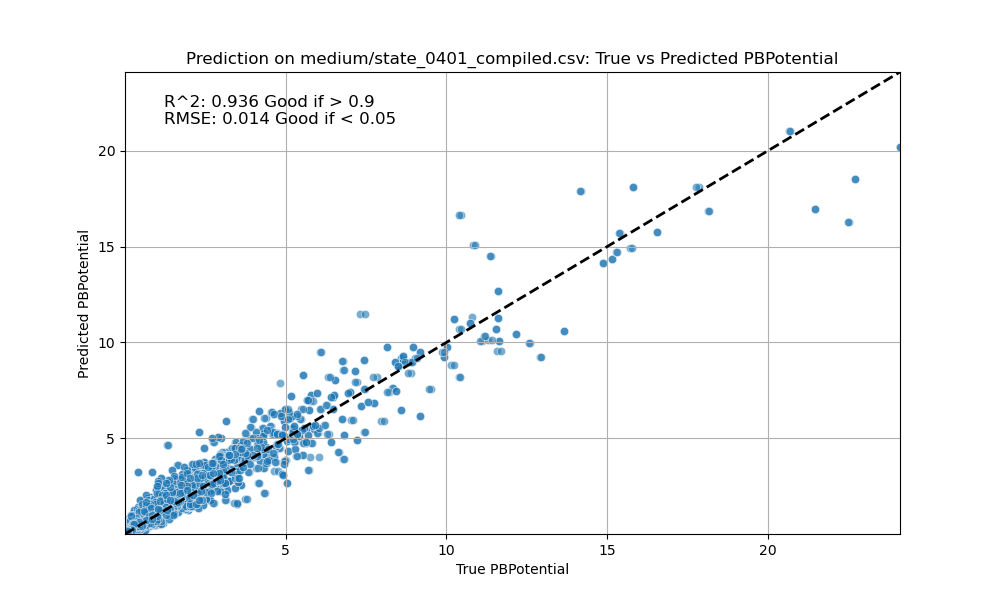 Prediction on medium/state_0401_compiled.csv: True vs Predicted PBPotential
R^2: 0.936 Good if > 0.9
RMSE: 0.014 Good if < 0.05
20
15
10
5
Predicted PBPotential
5 10 15 20
True PBPotential